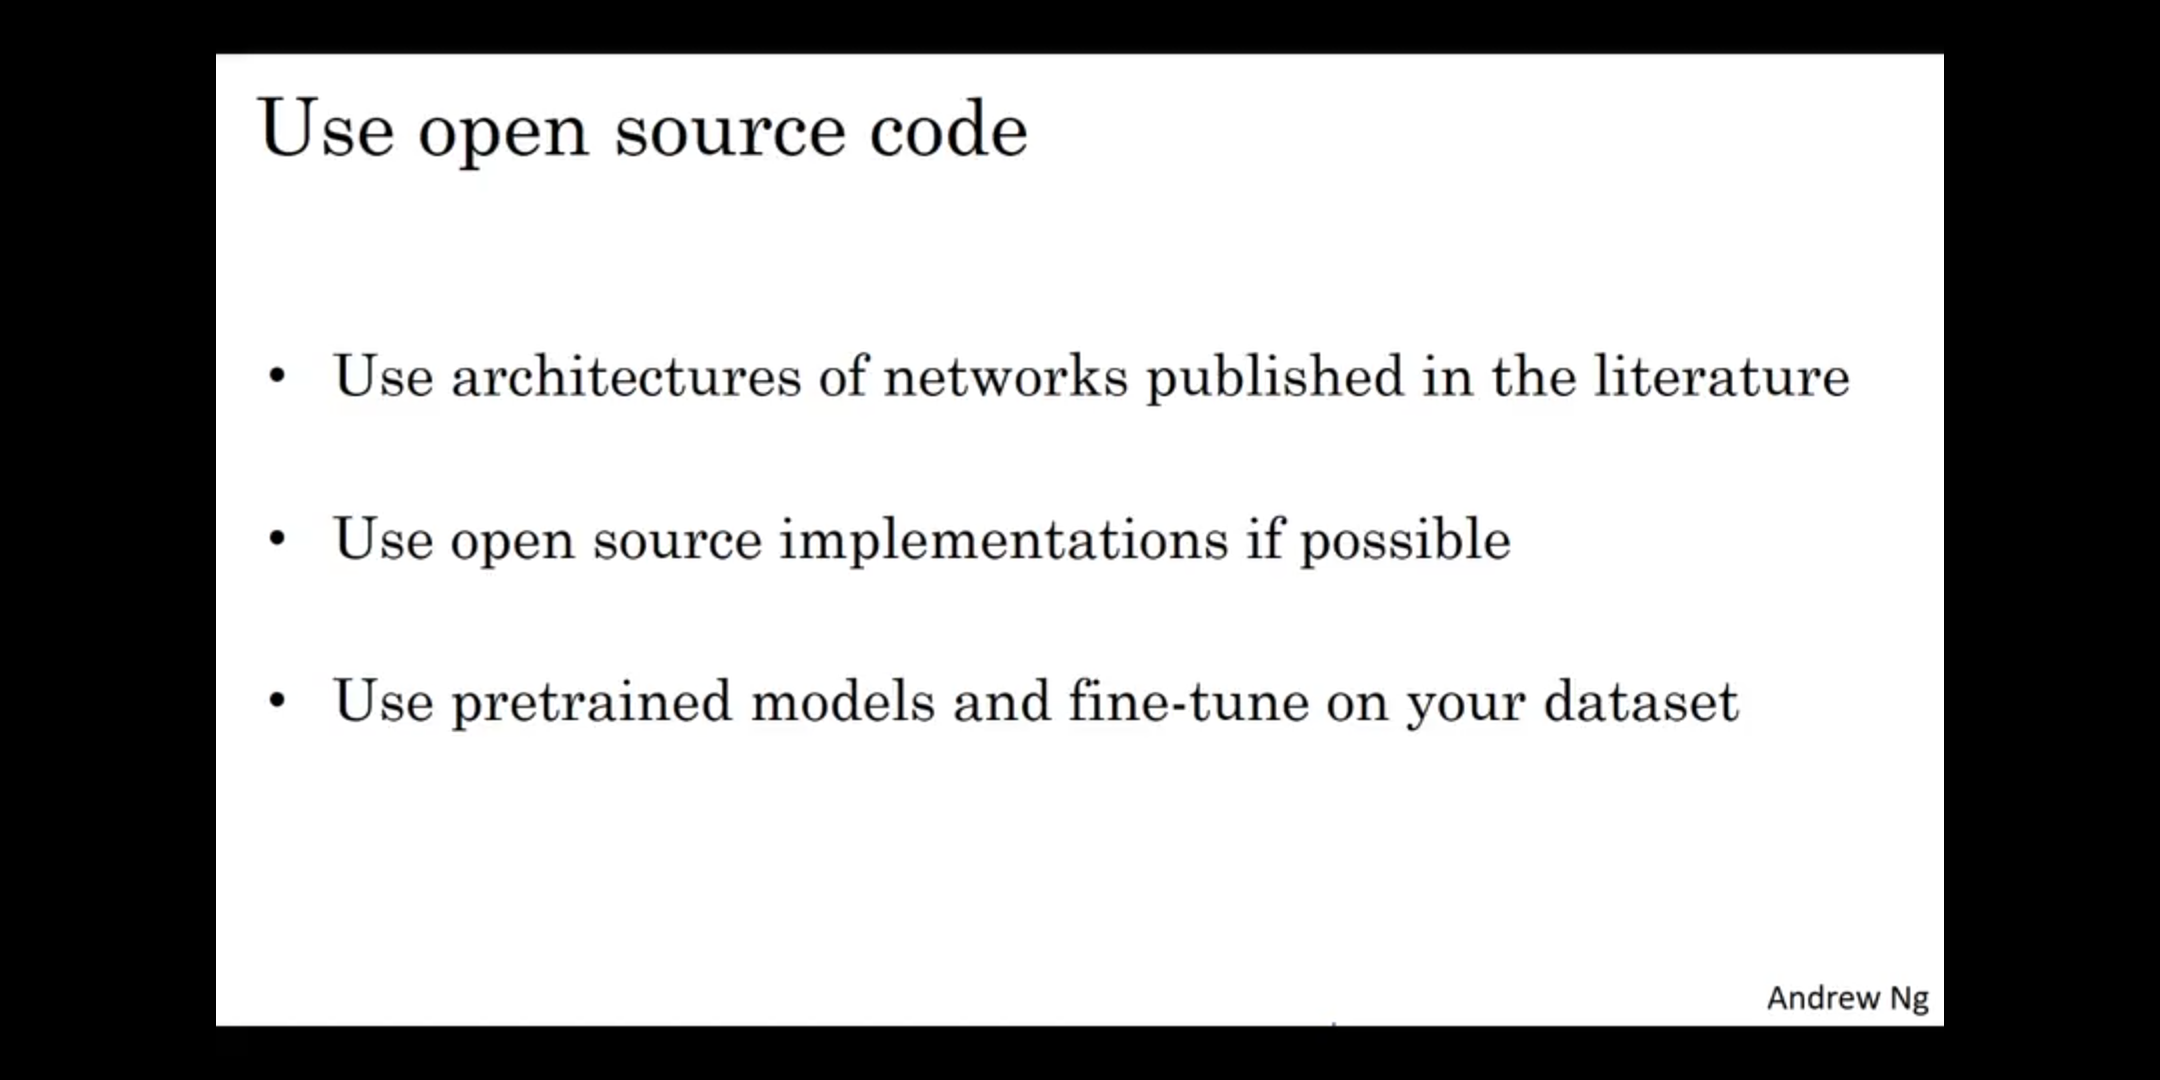 Use open source code
• Use architectures of networks published in the literature
• Use open source implementations if possible
• Use pretrained models and fine-tune on your dataset
Andrew Ng